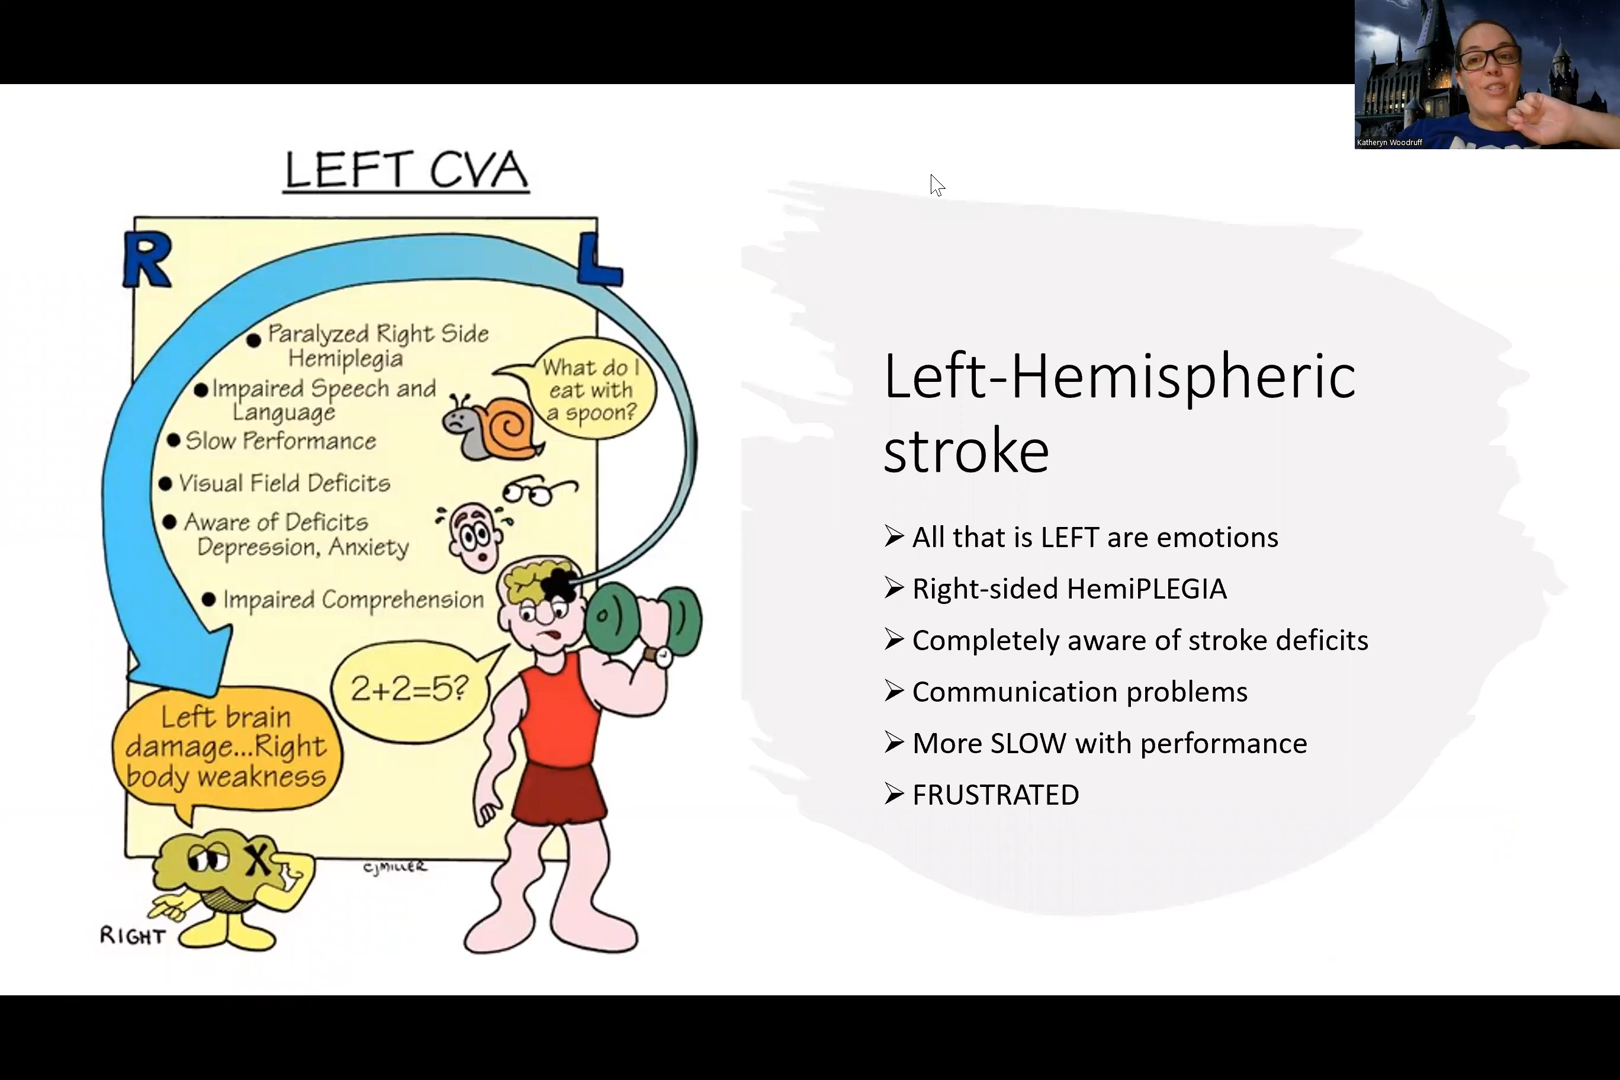 Katheryn Woodruff
LEFT CVA
R
L
Paralyzed Right Side
Hemiplegia
Impaired Speech and
Language
Slow Performance
Visual Field Deficits
Aware of Deficits
Depression, Anxiety
Impaired Comprehension
What do I
eat with
a spoon?
2+2=5?
Left brain
damage...Right
body weakness
X
CJMILLER
RIGHT
Left-Hemispheric
stroke
All that is LEFT are emotions
Right-sided HemiPLEGIA
Completely aware of stroke deficits
Communication problems
More SLOW with performance
FRUSTRATED